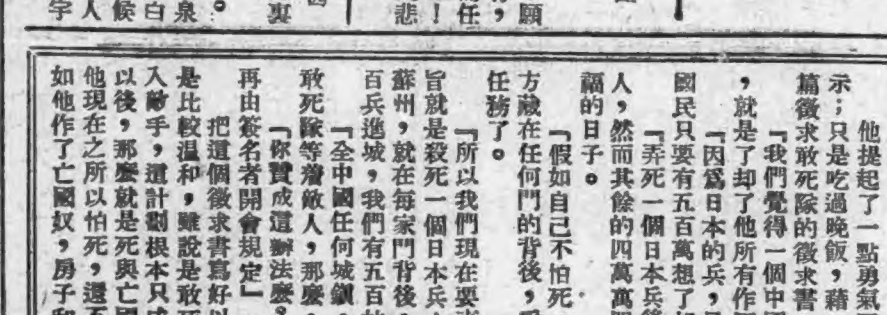 願
，
任
！
悲
裏
。
泉
白
候
人
字
他提起了一點勇氣
示；只是吃過晚飯，藉
篇徵求敢死隊的徵求書
『我們覺得一個中國
，就是了却了他所有作
『因爲日本的兵，
國民只要有五百萬想了
『弄死一個日本兵後
人，然而其餘的四萬萬
福的日子。
『假如自己不怕死
方藏在任何門的背後，
任務了。
『所以我們現在要
旨就是殺死一個日本兵
蘇州，就在每家門背後
百兵進城，我們有五百
『全中國任何城鎮
敢死隊等着敵人，那麼
『你贊成這辦法麼
再由簽名者開會規定』
把這個徵求書寫好以
是比較溫和，雖說是敢死
入敵手，這計劃根本只
以後，那麼就是死與亡國
他現在之所以怕死，還
如他作了亡國奴，房子和